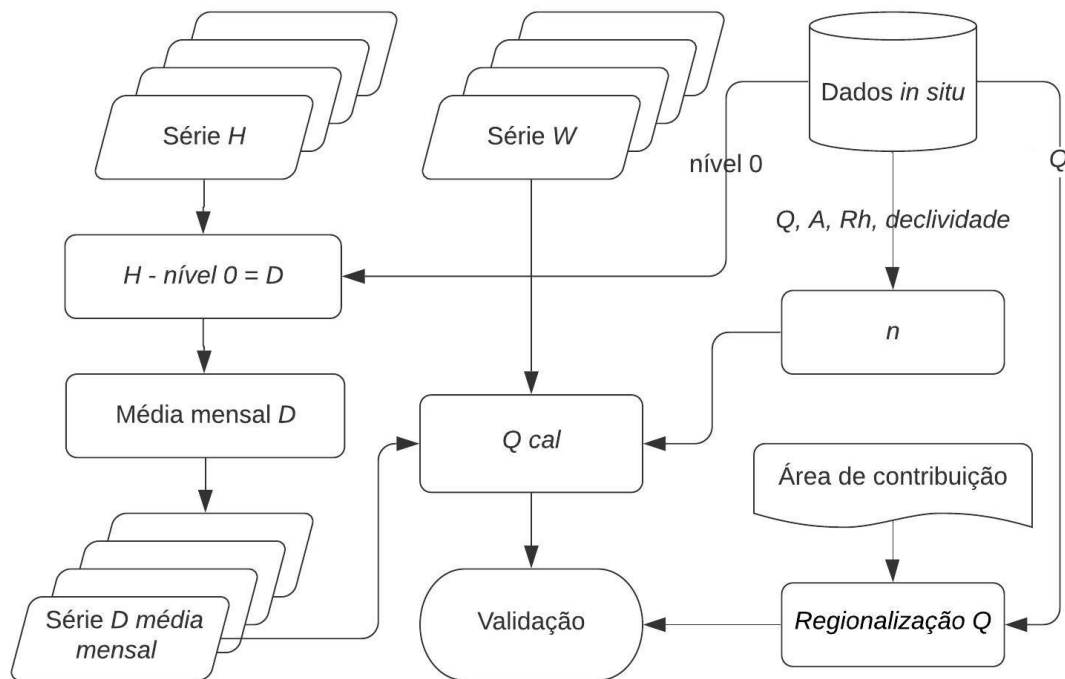 Série H
Série W
Dados in situ
nível 0
Q
Q, A, Rh, declividade
H - nível 0 = D
n
Média mensal D
Q cal
Área de contribuição
Série D média
mensal
Validação
Regionalização Q